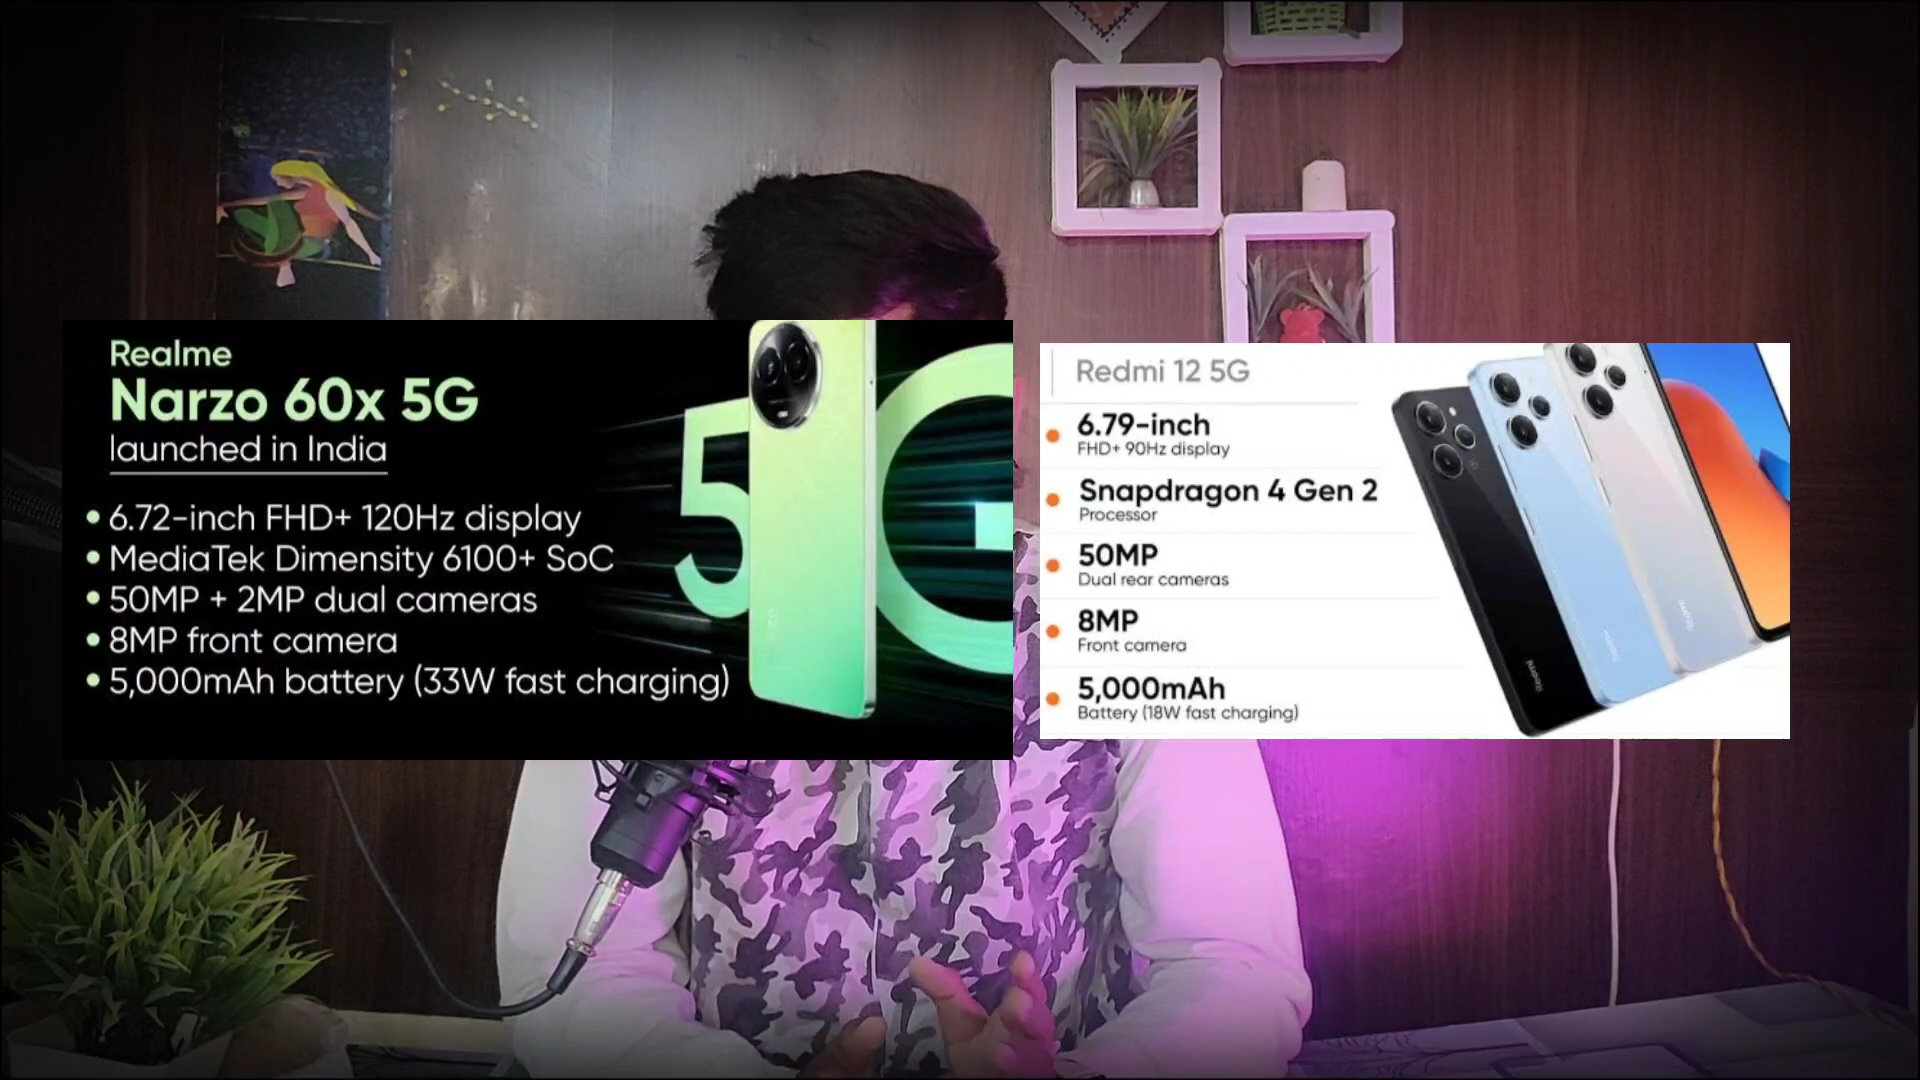 Realme
Narzo 60x 5G
launched in India
• 6.72-inch FHD+ 120Hz display
• MediaTek Dimensity 6100+ SoC
• 50MP + 2MP dual cameras
• 8MP front camera
• 5,000mAh battery (33W fast charging)
5G
Redmi 12 5G
• 6.79-inch
FHD+ 90Hz display
• Snapdragon 4 Gen 2
Processor
• 50MP
Dual rear cameras
• 8MP
Front camera
• 5,000mAh
Battery (18W fast charging)
Redmi
Redmi
Redmi